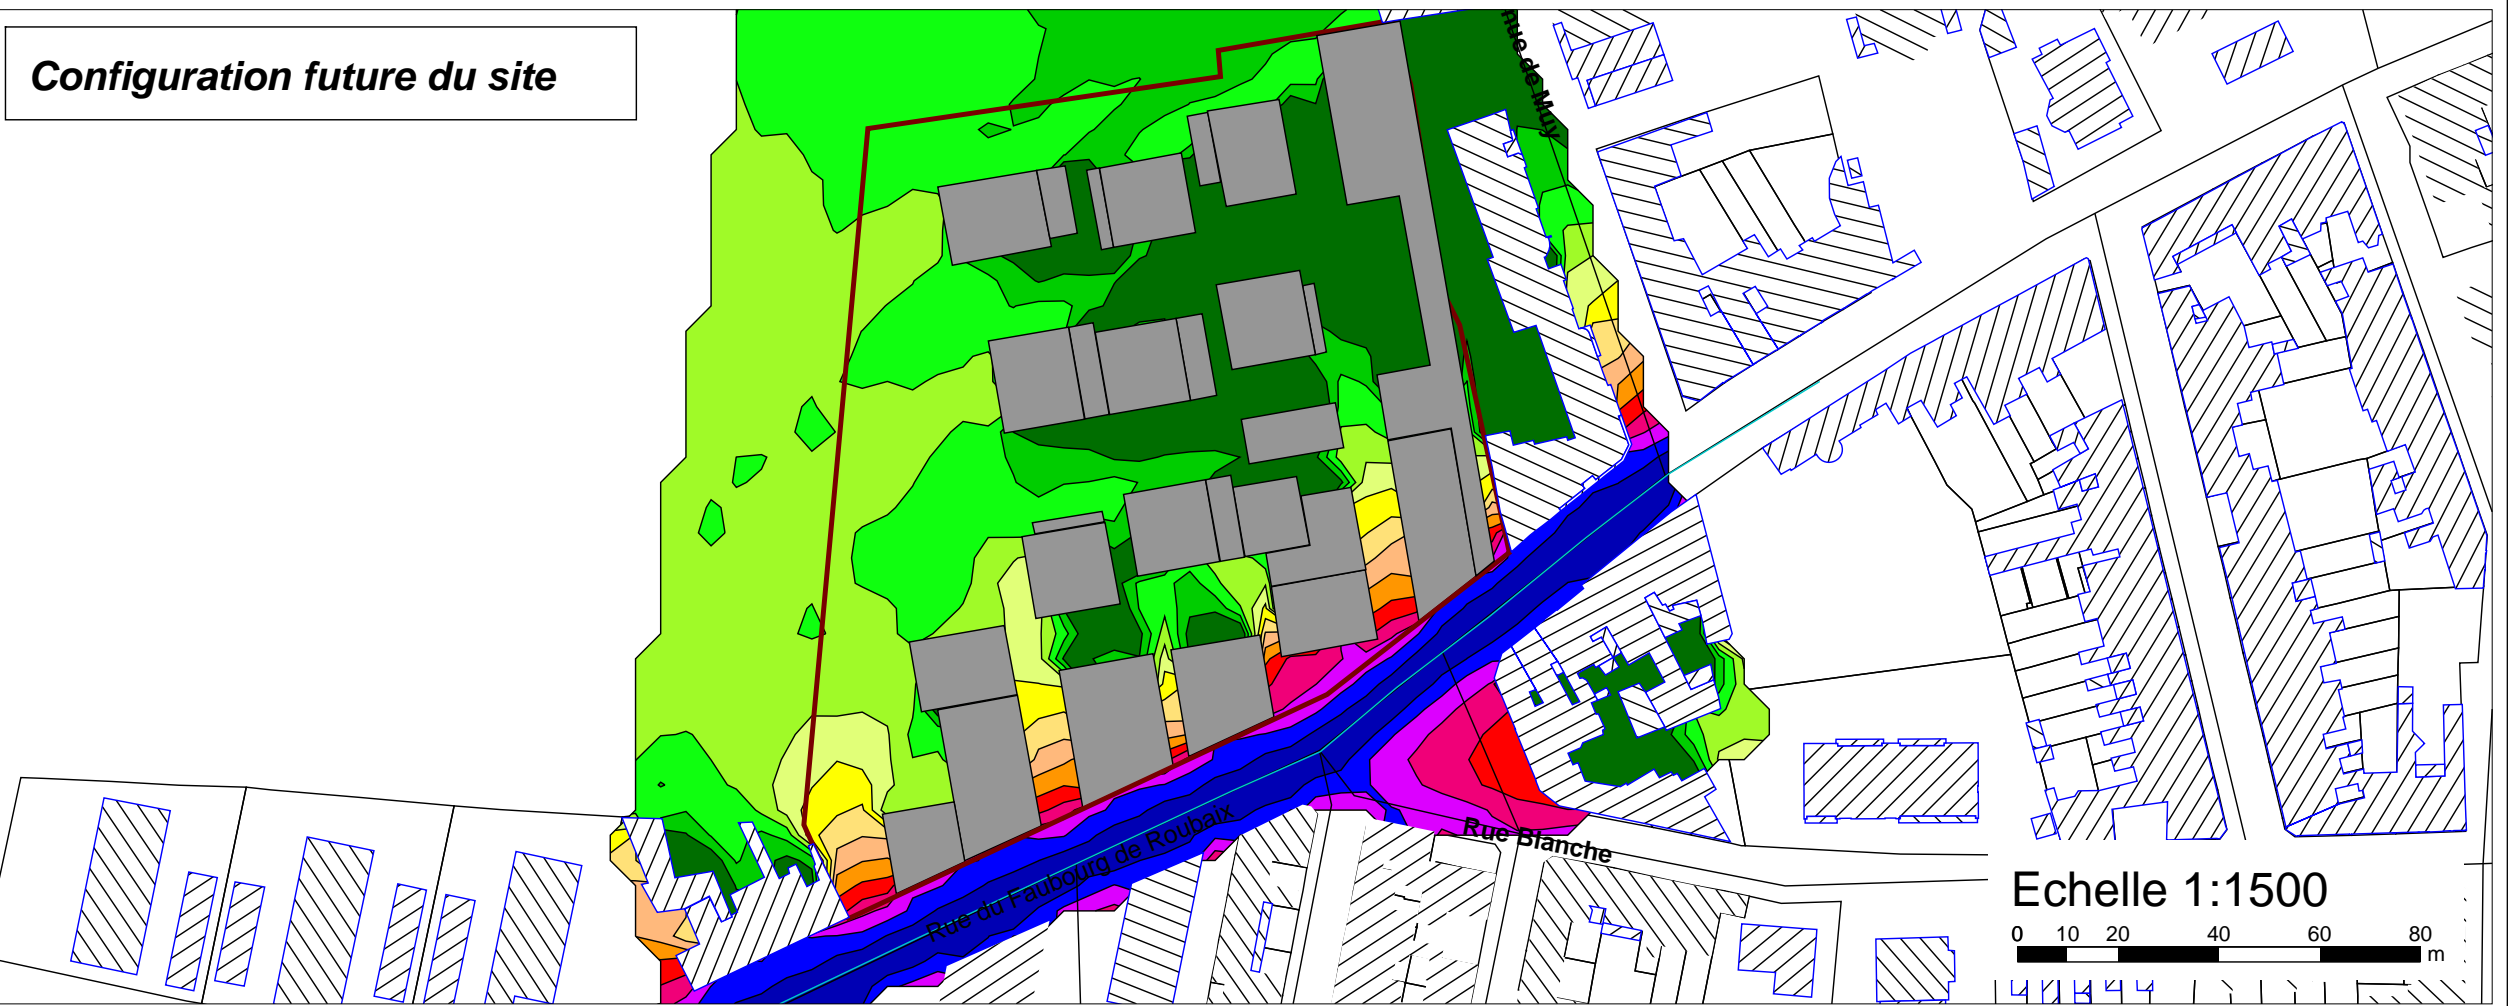 Configuration future du site
nue de Muy
Rue du Faubourg de Roubaix
Rue Blanche
Echelle 1:1500
0 10 20 40 60 80
m